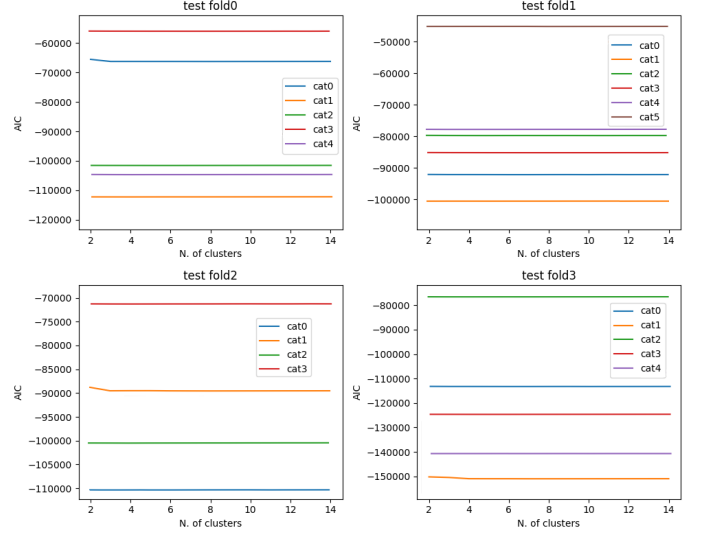 test fold0
−60000
−70000
−80000
−90000
−100000
−110000
−120000
AIC
2 4 6 8 10 12 14
N. of clusters
cat0
cat1
cat2
cat3
cat4
test fold1
−50000
−60000
−70000
−80000
−90000
−100000
AIC
2 4 6 8 10 12 14
N. of clusters
cat0
cat1
cat2
cat3
cat4
cat5
test fold2
−70000
−75000
−80000
−85000
−90000
−95000
−100000
−105000
−110000
AIC
2 4 6 8 10 12 14
N. of clusters
cat0
cat1
cat2
cat3
test fold3
−80000
−90000
−100000
−110000
−120000
−130000
−140000
−150000
AIC
2 4 6 8 10 12 14
N. of clusters
cat0
cat1
cat2
cat3
cat4